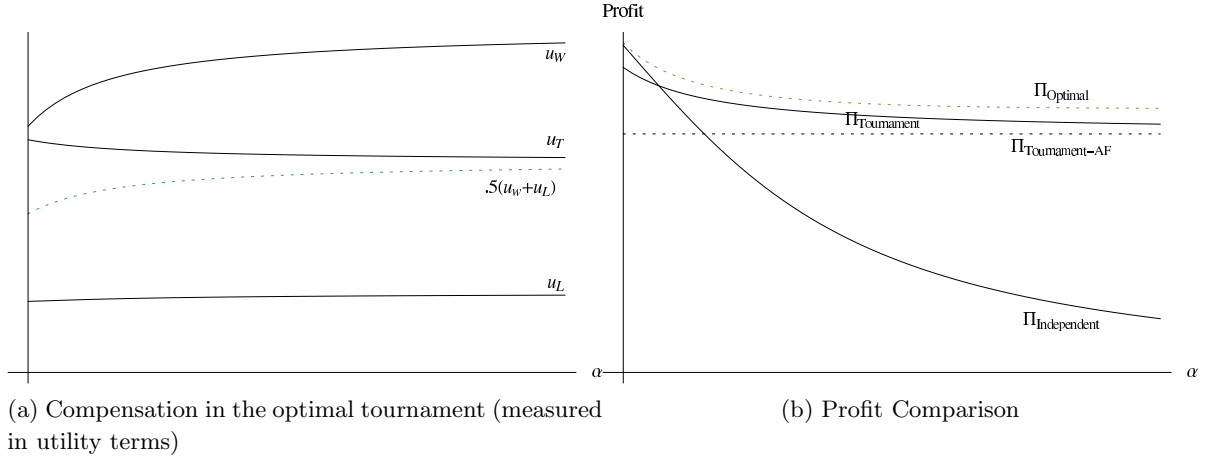 u_W
u_T
.5(u_w+u_L)
u_L
α
(a) Compensation in the optimal tournament (measured
in utility terms)
Profit
Π_Optimal
Π_Tournament
Π_Tournament−AF
Π_Independent
α
(b) Profit Comparison